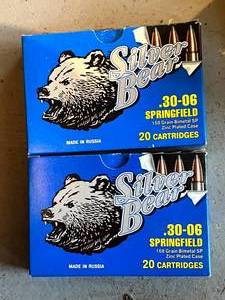 Silver
Bear
.30-06
SPRINGFIELD
168 Grain-Bimetal SP
Zinc Plated Case
MADE IN RUSSIA
20 CARTRIDGES
Silver
Bear
.30-06
SPRINGFIELD
168 Grain-Bimetal SP
Zinc Plated Case
MADE IN RUSSIA
20 CARTRIDGES